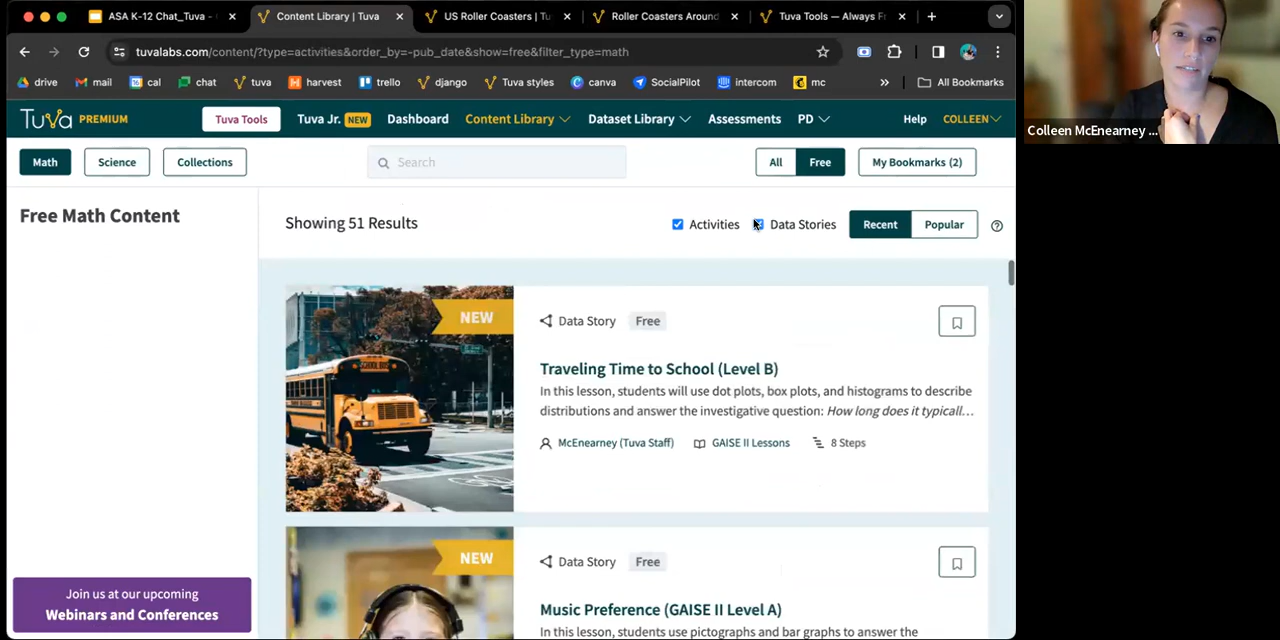 ASA K-12 Chat_Tuva -
Content Library | Tuva
US Roller Coasters | Tu
Roller Coasters Around
Tuva Tools — Always Fr
tuvalabs.com/content/?type=activities&order_by=-pub_date&show=free&filter_type=math
drive mail cal chat tuva harvest trello django Tuva styles canva SocialPilot intercom mc » All Bookmarks
Tuva PREMIUM Tuva Tools Tuva Jr. NEW Dashboard Content Library Dataset Library Assessments PD Help COLLEEN
Math Science Collections Search All Free My Bookmarks (2)
Free Math Content
Showing 51 Results Activities Data Stories Recent Popular
NEW
Data Story Free
Traveling Time to School (Level B)
In this lesson, students will use dot plots, box plots, and histograms to describe
distributions and answer the investigative question: How long does it typicall...
McEnearney (Tuva Staff) GAISE II Lessons 8 Steps
SCHOOL BUS
NEW
Data Story Free
Music Preference (GAISE II Level A)
In this lesson, students use pictographs and bar graphs to answer the
Join us at our upcoming
Webinars and Conferences
Colleen McEnearney ...